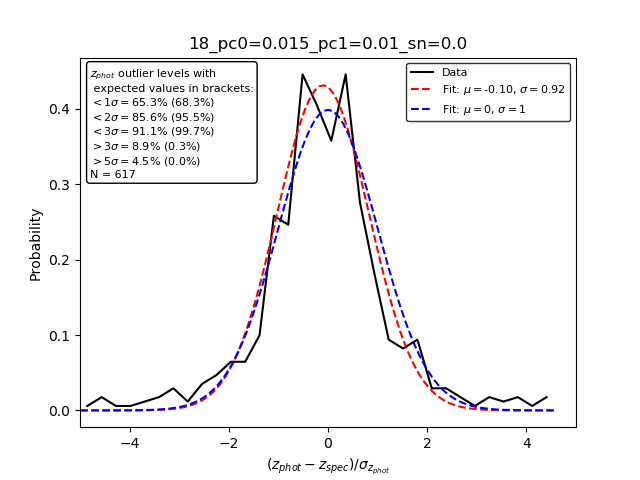 18_pc0=0.015_pc1=0.01_sn=0.0
z_phot outlier levels with
expected values in brackets:
<1σ = 65.3% (68.3%)
<2σ = 85.6% (95.5%)
<3σ = 91.1% (99.7%)
>3σ = 8.9% (0.3%)
>5σ = 4.5% (0.0%)
N = 617
Data
Fit: μ = -0.10, σ = 0.92
Fit: μ = 0, σ = 1
Probability
0.4
0.3
0.2
0.1
0.0
−4 −2 0 2 4
(z_phot − z_spec)/σ_z_phot